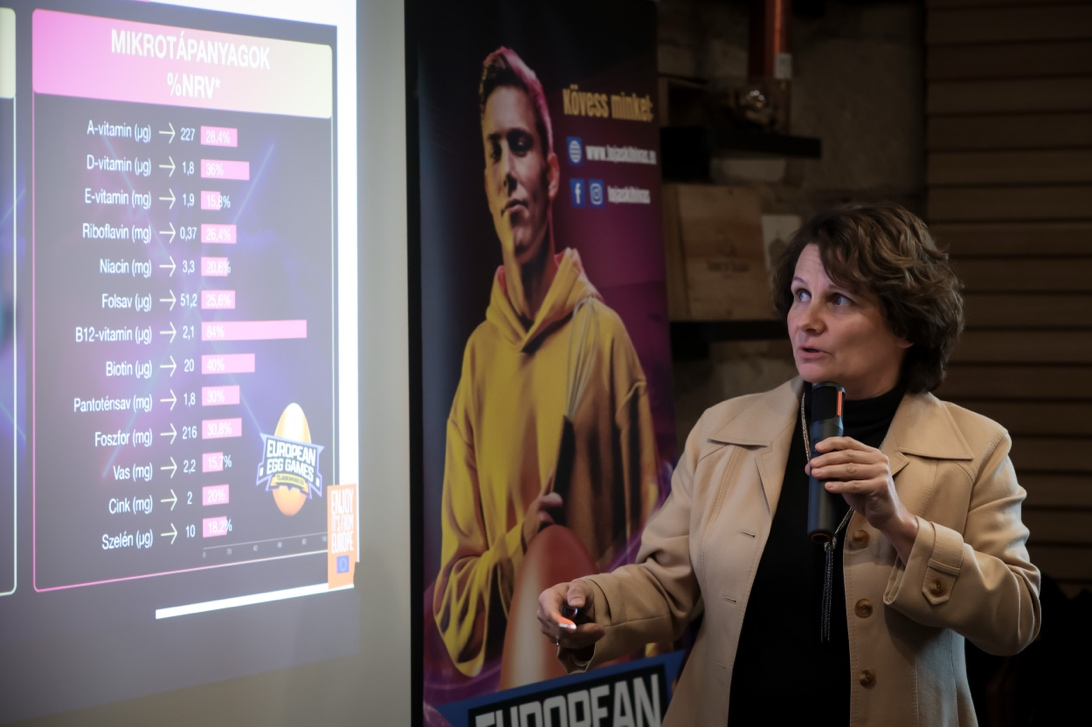 MIKROTÁPANYAGOK
%NRV*
A-vitamin (µg) → 227 28,4%
D-vitamin (µg) → 1,8 36%
E-vitamin (mg) → 1,9 15,8%
Riboflavin (mg) → 0,37 26,4%
Niacin (mg) → 3,3 20,6%
Folsav (µg) → 51,2 25,6%
B12-vitamin (µg) → 2,1 84%
Biotin (µg) → 20 40%
Pantoténsav (mg) → 1,8 30%
Foszfor (mg) → 216 30,8%
Vas (mg) → 2,2 15,7%
Cink (mg) → 2 20%
Szelén (µg) → 10 18,2%
EUROPEAN
EGG GAMES
ENJOY
IT'S FROM
EUROPE
Kövess minket:
EUROPEAN